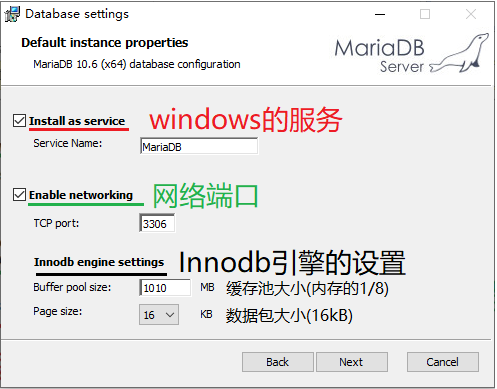 Database settings
Default instance properties
MariaDB 10.6 (x64) database configuration
MariaDB
Server
Install as service windows的服务
Service Name: MariaDB
Enable networking 网络端口
TCP port: 3306
Innodb engine settings Innodb引擎的设置
Buffer pool size: 1010 MB 缓存池大小(内存的1/8)
Page size: 16 KB 数据包大小(16kB)
Back Next Cancel